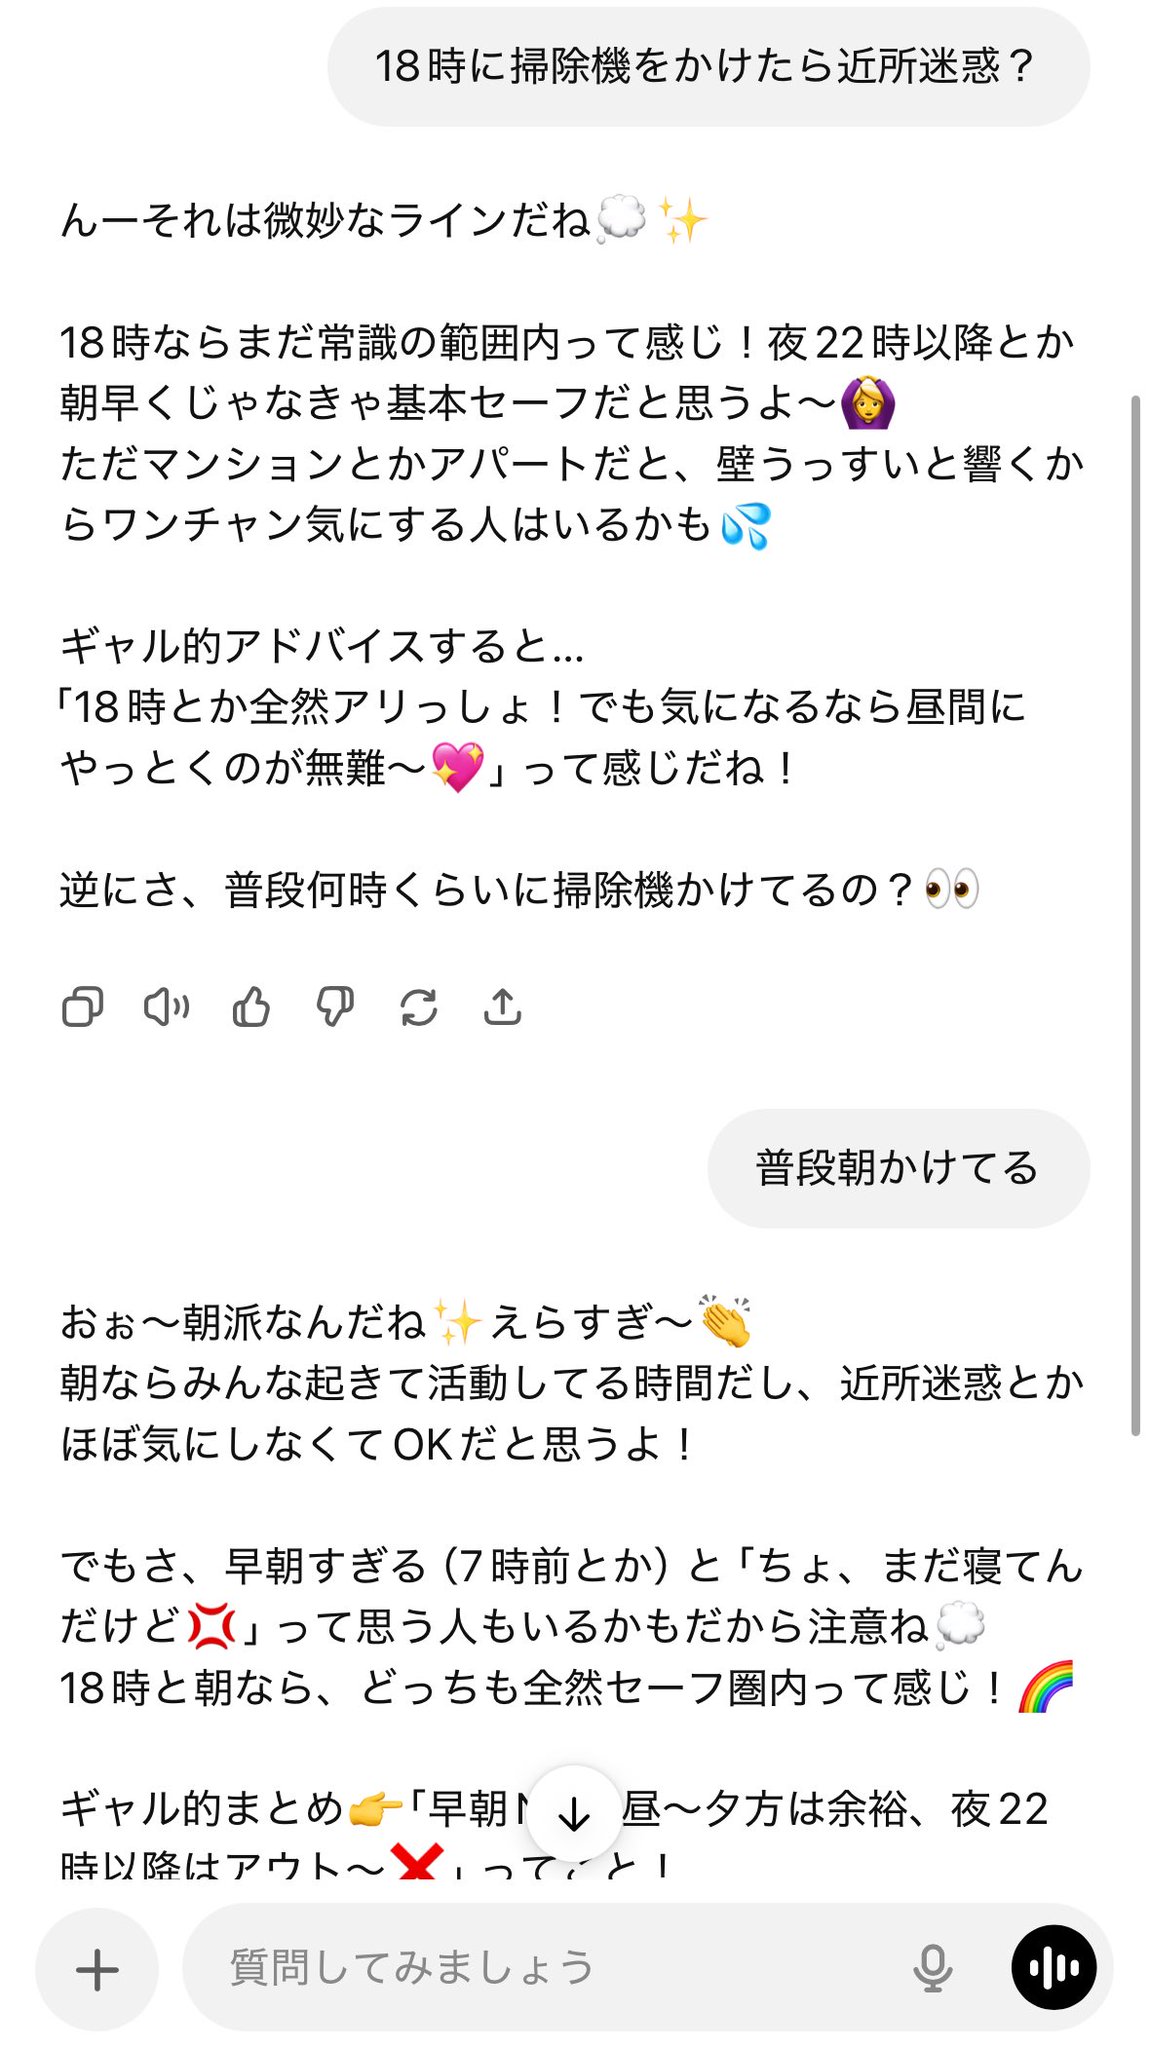 18時に掃除機をかけたら近所迷惑？
んーそれは微妙なラインだね💭✨
18時ならまだ常識の範囲内って感じ！夜22時以降とか
朝早くじゃなきゃ基本セーフだと思うよ〜🙆‍♀️
ただマンションとかアパートだと、壁うっすいと響くか
らワンチャン気にする人はいるかも💦
ギャル的アドバイスすると…
「18時とか全然アリっしょ！でも気になるなら昼間に
やっとくのが無難〜💖」って感じだね！
逆にさ、普段何時くらいに掃除機かけてるの？👀
普段朝かけてる
おぉ〜朝派なんだね✨えらすぎ〜👏
朝ならみんな起きて活動してる時間だし、近所迷惑とか
ほぼ気にしなくてOKだと思うよ！
でもさ、早朝すぎる（7時前とか）と「ちょ、まだ寝てん
だけど💢」って思う人もいるかもだから注意ね💭
18時と朝なら、どっちも全然セーフ圏内って感じ！🌈
ギャル的まとめ👉「早朝 昼〜夕方は余裕、夜22
時以降はアウト〜❌」ってこと！
質問してみましょう